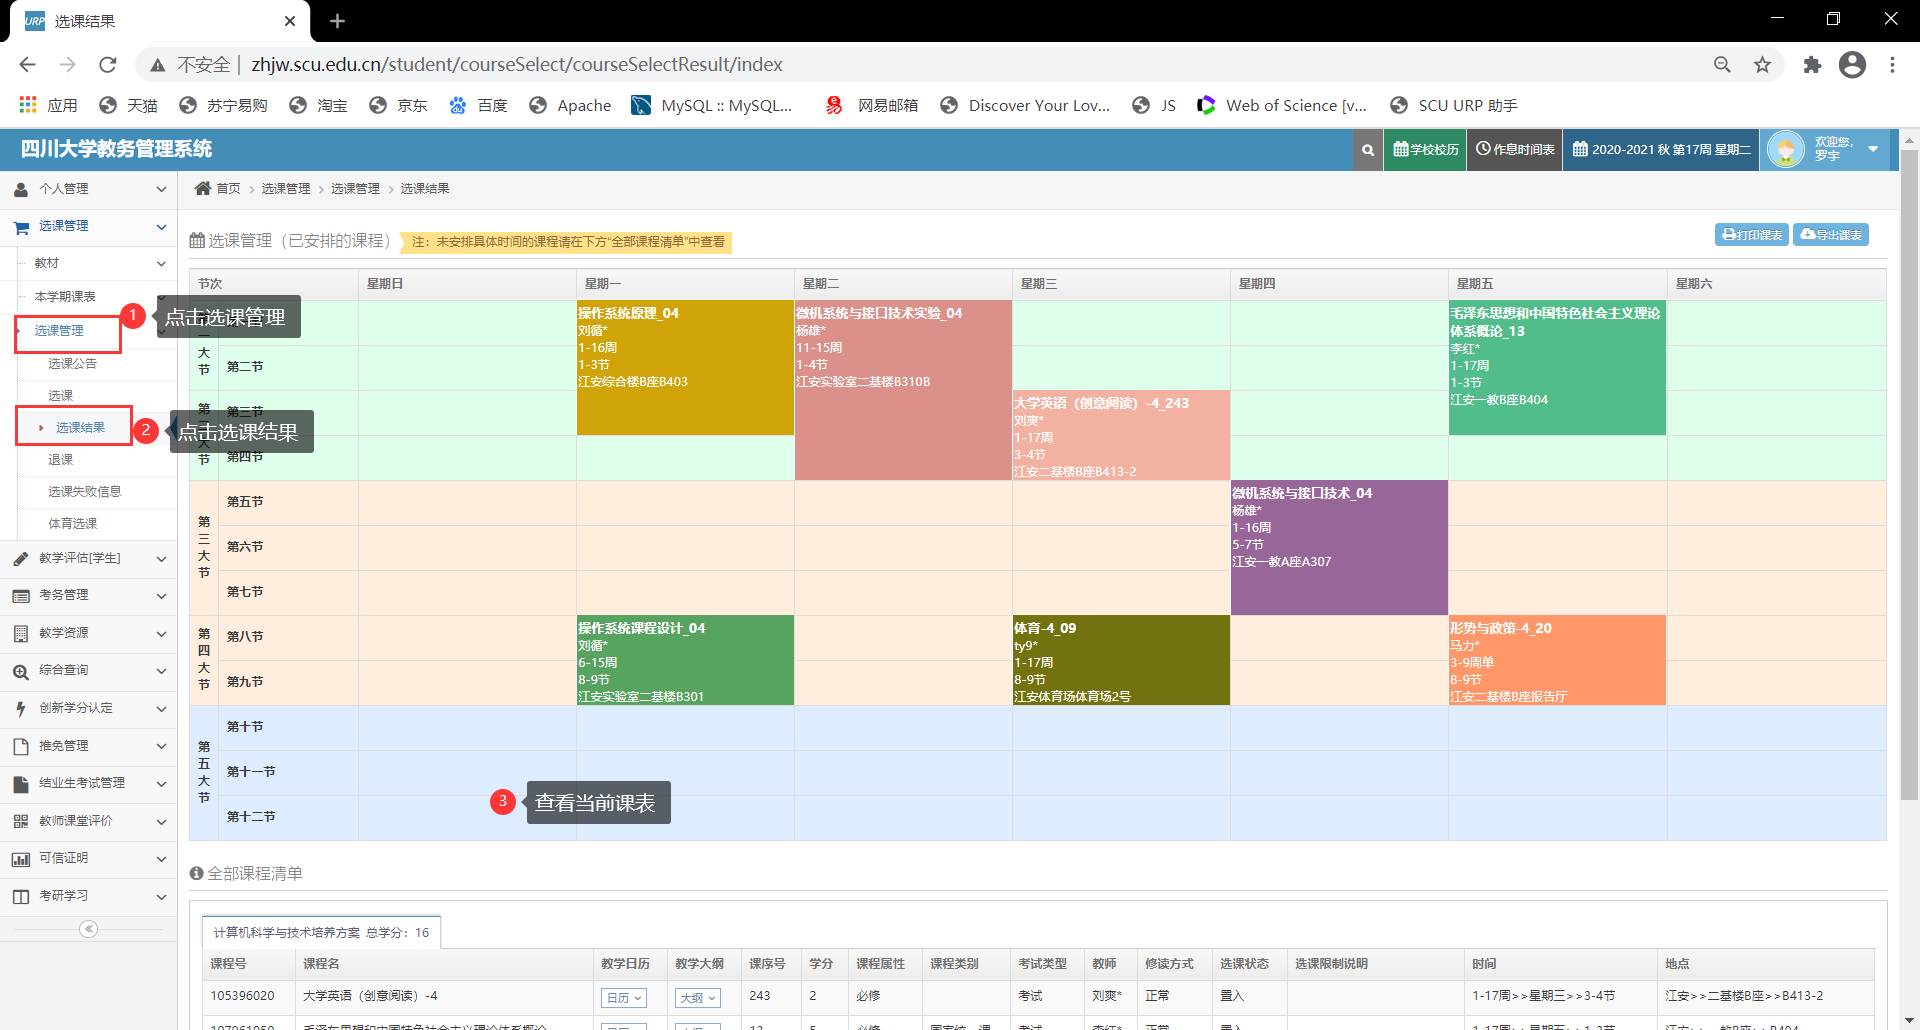 URP 选课结果
不安全 | zhjw.scu.edu.cn/student/courseSelect/courseSelectResult/index
应用 天猫 苏宁易购 淘宝 京东 百度 Apache MySQL :: MySQL... 网易邮箱 Discover Your Lov... JS Web of Science [v... SCU URP 助手
四川大学教务管理系统
学校校历 作息时间表 2020-2021 秋 第17周 星期二 欢迎您,
罗宇
个人管理
选课管理
教材
本学期课表
选课管理
选课公告
选课
选课结果
退课
选课失败信息
体育选课
教学评估[学生]
考务管理
教学资源
综合查询
创新学分认定
推免管理
结业生考试管理
教师课堂评价
可信证明
考研学习
1 点击选课管理
2 点击选课结果
3 查看当前课表
首页 > 选课管理 > 选课管理 > 选课结果
选课管理（已安排的课程） 注：未安排具体时间的课程请在下方"全部课程清单"中查看
打印课表 导出课表
节次 星期日 星期一 星期二 星期三 星期四 星期五 星期六
大节
第二节
第三节
第四节
节
第三大节
第五节
第六节
第七节
第四大节
第八节
第九节
第五大节
第十节
第十一节
第十二节
操作系统原理_04
刘循*
1-16周
1-3节
江安综合楼B座B403
微机系统与接口技术实验_04
杨雄*
11-15周
1-4节
江安实验室二基楼B310B
毛泽东思想和中国特色社会主义理论
体系概论_13
李红*
1-17周
1-3节
江安一教B座B404
大学英语（创意阅读）-4_243
刘爽*
1-17周
3-4节
江安二基楼B座B413-2
微机系统与接口技术_04
杨雄*
1-16周
5-7节
江安一教A座A307
操作系统课程设计_04
刘循*
6-15周
8-9节
江安实验室二基楼B301
体育-4_09
ty9*
1-17周
8-9节
江安体育场体育场2号
形势与政策-4_20
马力*
3-9周单
8-9节
江安二基楼B座报告厅
全部课程清单
计算机科学与技术培养方案 总学分：16
课程号 课程名 教学日历 教学大纲 课序号 学分 课程属性 课程类别 考试类型 教师 修读方式 选课状态 选课限制说明 时间 地点
105396020 大学英语（创意阅读）-4 日历 大纲 243 2 必修 考试 刘爽* 正常 置入 1-17周>>星期三>>3-4节 江安>>二基楼B座>>B413-2